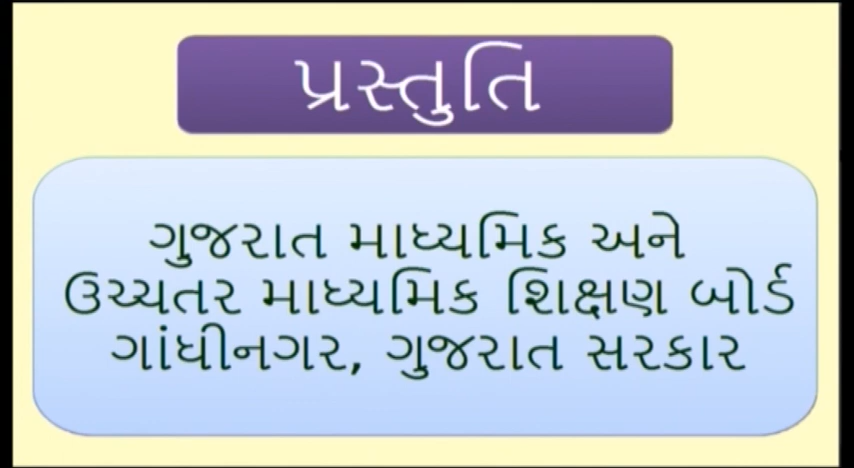 પ્રસ્તુતિ
ગુજરાત માધ્યમિક અને
ઉચ્ચતર માધ્યમિક શિક્ષણ બોર્ડ
ગાંધીનગર, ગુજરાત સરકાર